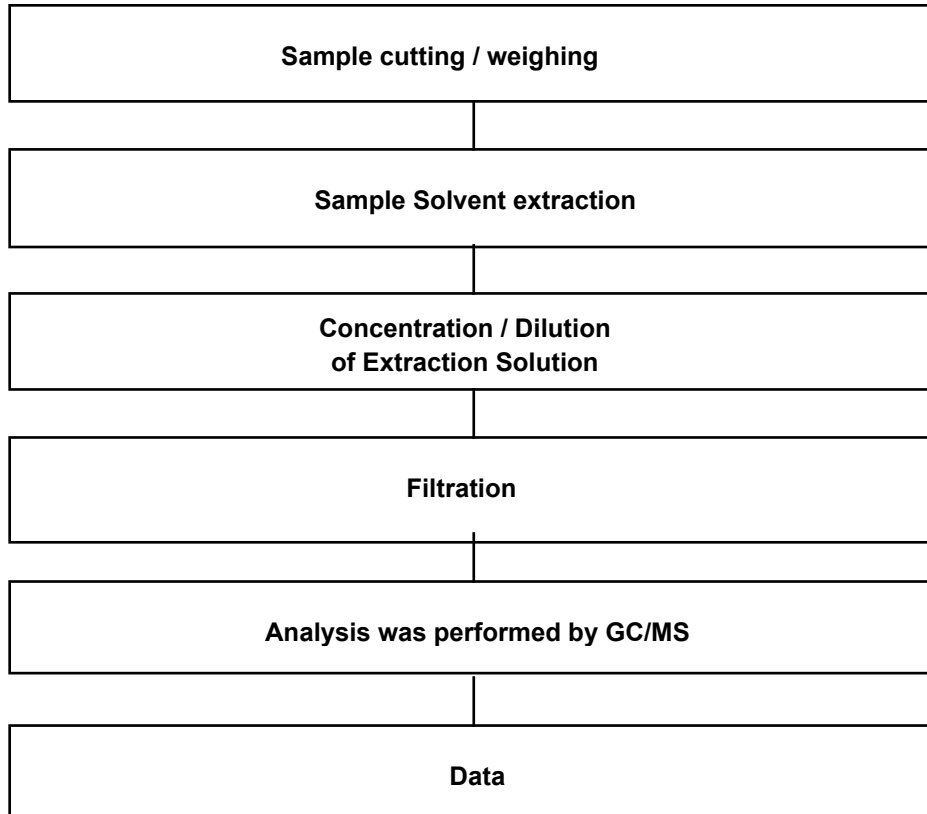 Sample cutting / weighing
Sample Solvent extraction
Concentration / Dilution
of Extraction Solution
Filtration
Analysis was performed by GC/MS
Data